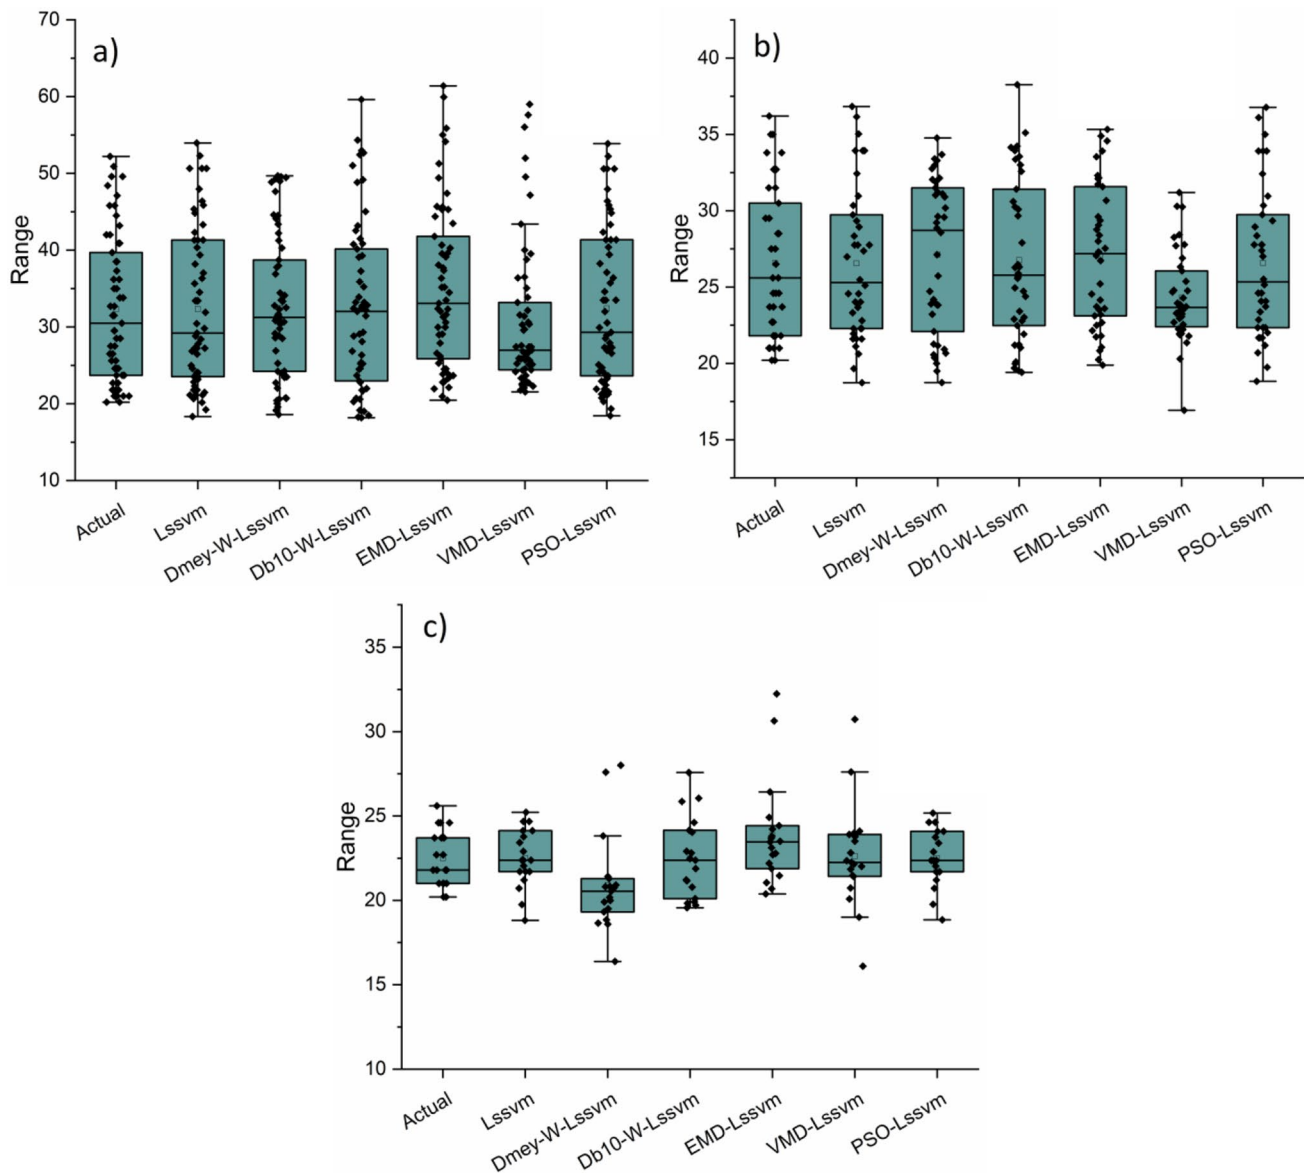 a)
70
60
50
40
30
20
10
Range
Actual
Lssvm
Dmey-W-Lssvm
Db10-W-Lssvm
EMD-Lssvm
VMD-Lssvm
PSO-Lssvm
b)
40
35
30
25
20
15
Range
Actual
Lssvm
Dmey-W-Lssvm
Db10-W-Lssvm
EMD-Lssvm
VMD-Lssvm
PSO-Lssvm
c)
35
30
25
20
15
10
Range
Actual
Lssvm
Dmey-W-Lssvm
Db10-W-Lssvm
EMD-Lssvm
VMD-Lssvm
PSO-Lssvm